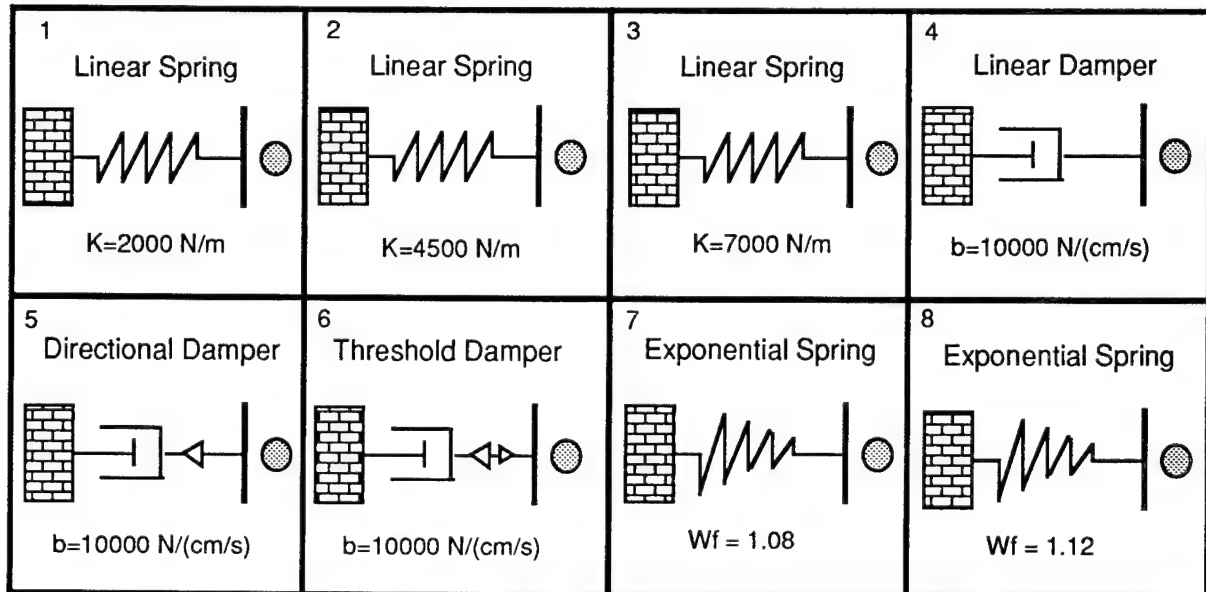 1
Linear Spring
K=2000 N/m
2
Linear Spring
K=4500 N/m
3
Linear Spring
K=7000 N/m
4
Linear Damper
b=10000 N/(cm/s)
5
Directional Damper
b=10000 N/(cm/s)
6
Threshold Damper
b=10000 N/(cm/s)
7
Exponential Spring
Wf = 1.08
8
Exponential Spring
Wf = 1.12